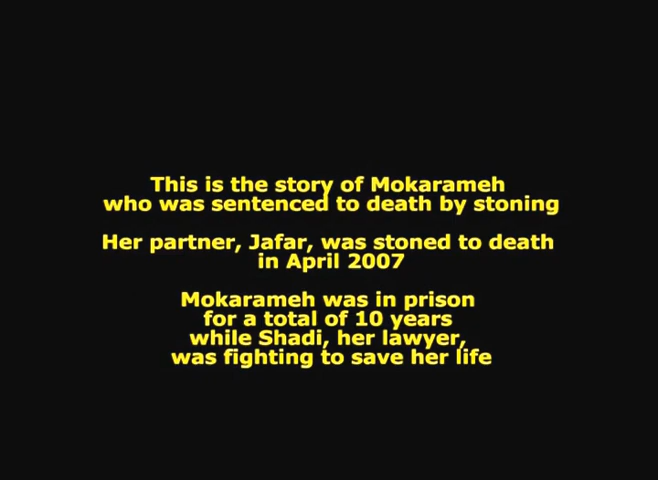 This is the story of Mokarameh
who was sentenced to death by stoning
Her partner, Jafar, was stoned to death
in April 2007
Mokarameh was in prison
for a total of 10 years
while Shadi, her lawyer,
was fighting to save her life